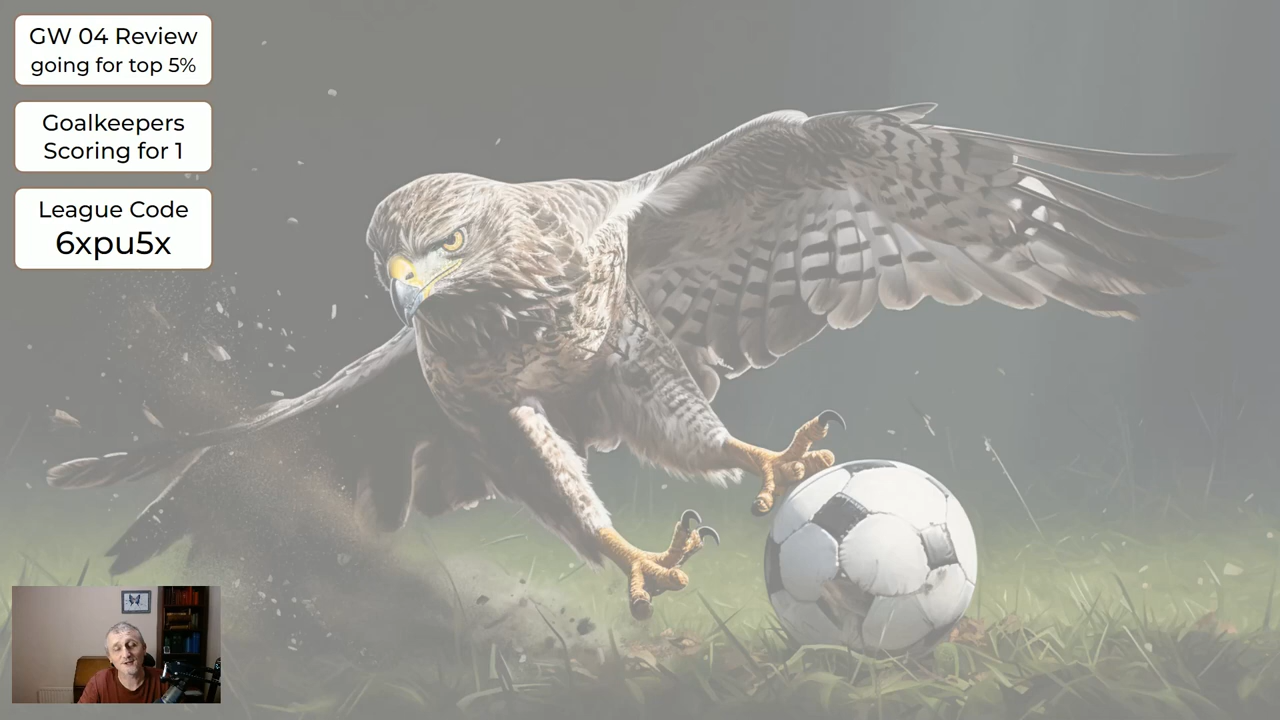 GW 04 Review
going for top 5%
Goalkeepers
Scoring for 1
League Code
6xpu5x